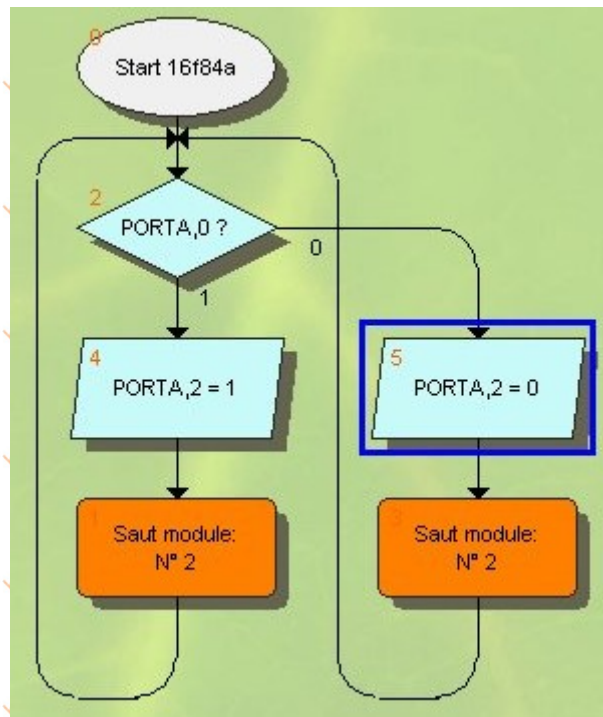 0
Start 16f84a
2
PORTA,0 ?
0
1
4
PORTA,2 = 1
5
PORTA,2 = 0
1
Saut module:
N° 2
3
Saut module:
N° 2